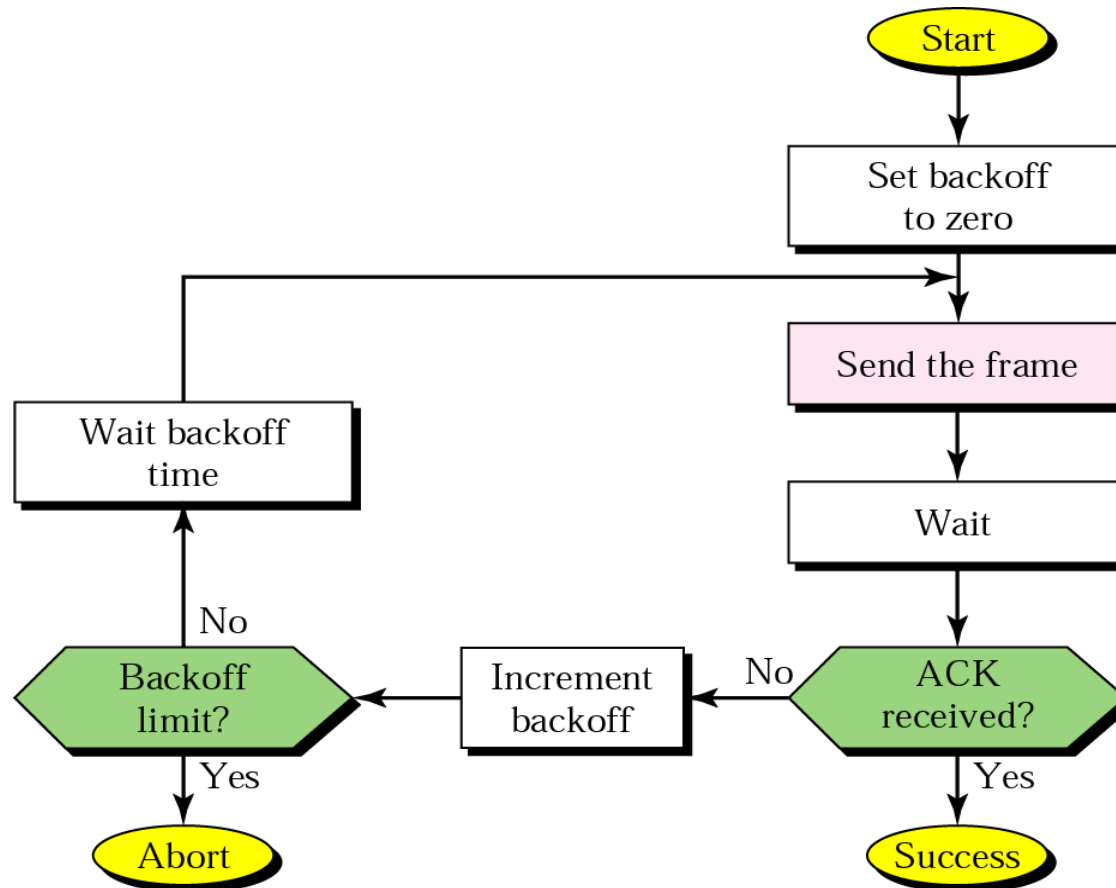 Start
Set backoff
to zero
Send the frame
Wait backoff
time
Wait
No
Backoff
limit?
Increment
backoff
No
ACK
received?
Yes
Yes
Abort
Success